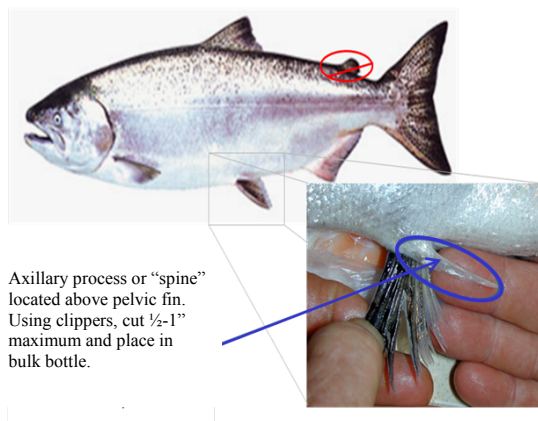 Axillary process or “spine”
located above pelvic fin.
Using clippers, cut ½-1”
maximum and place in
bulk bottle.